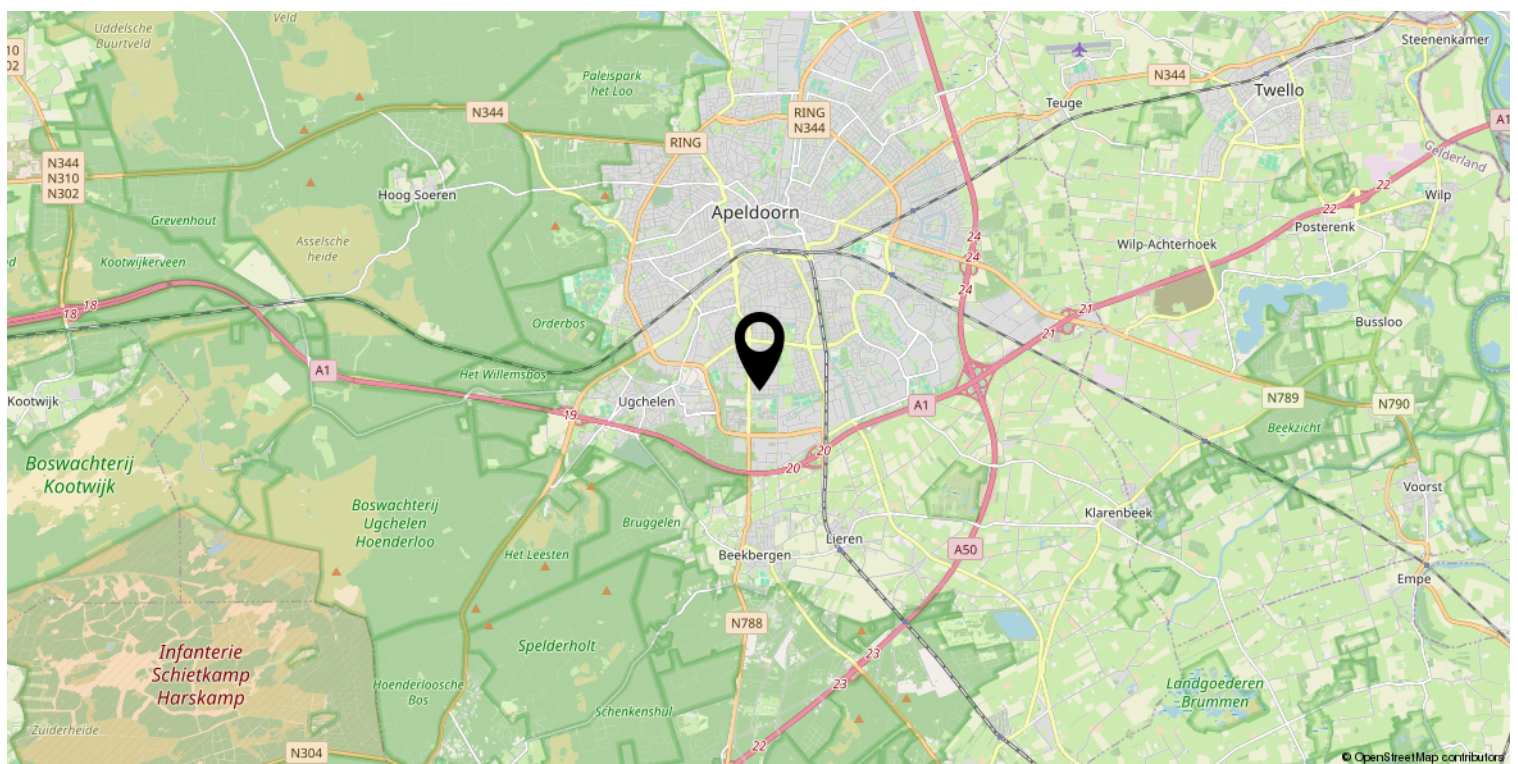 Uddelsche
Buurtveld
Veld
Steenenkamer
10
02
Paleispark
het Loo
N344
Twello
Teuge
N344
RING
N344
A1
RING
Gelderland
N344
N310
N302
Hoog Soeren
22
Wilp
22
Grevenhout
Apeldoorn
Posterenk
Asselsche
heide
24
Wilp-Achterhoek
24
Kootwijkerveen
d
24
18
18
21
21
Orderbos
Bussloo
A1
Het Willemsbos
Kootwijk
Ugchelen
A1
N789
N790
19
Beekzicht
20
20
Boswachterij
Kootwijk
Voorst
Boswachterij
Ugchelen
Hoenderloo
Klarenbeek
Bruggelen
Lieren
Het Leesten
Beekbergen
A50
Empe
N788
Spelderholt
Infanterie
Schietkamp
Harskamp
23
23
Hoenderloosche
Bos
Landgoederen
Brummen
Schenkenshul
Zuiderheide
22
N304
© OpenStreetMap contributors